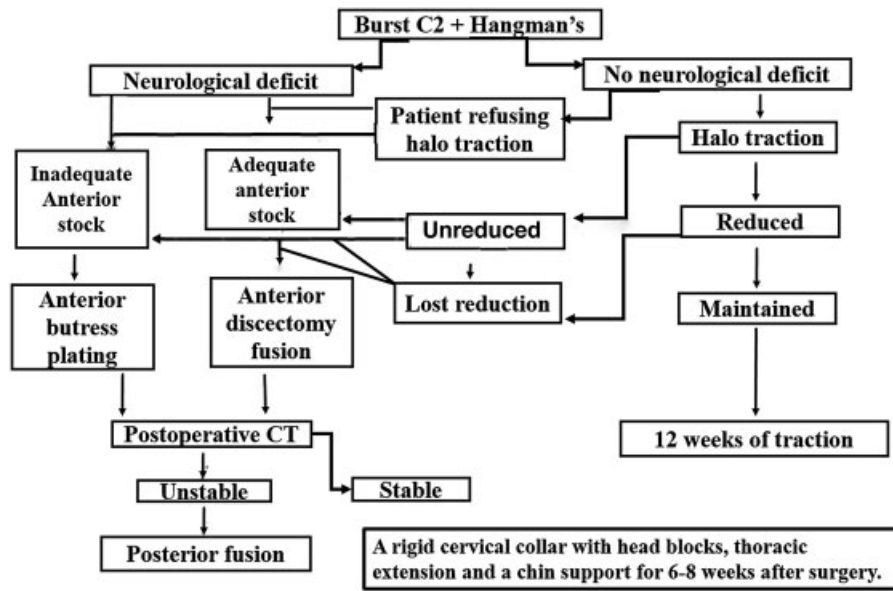 Burst C2 + Hangman's
Neurological deficit
No neurological deficit
Patient refusing
halo traction
Halo traction
Inadequate
Anterior
stock
Adequate
anterior
stock
Unreduced
Reduced
Anterior
butress
plating
Anterior
discectomy
fusion
Lost reduction
Maintained
Postoperative CT
12 weeks of traction
Unstable
Stable
Posterior fusion
A rigid cervical collar with head blocks, thoracic
extension and a chin support for 6-8 weeks after surgery.